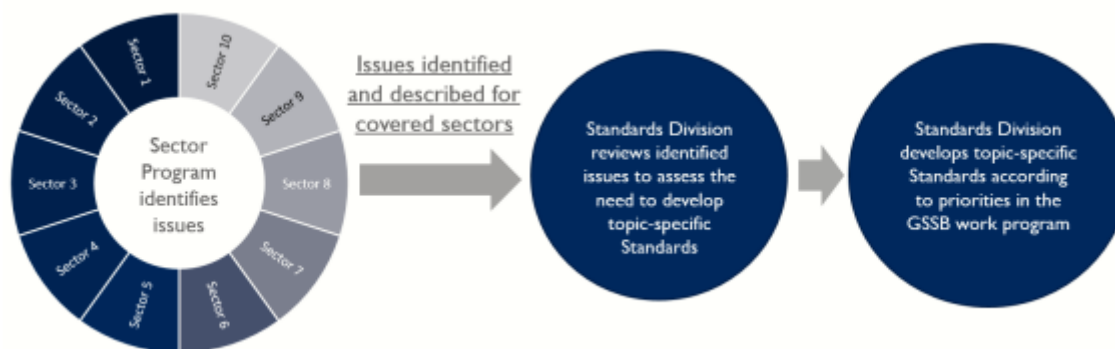 Sector 1
Sector 2
Sector 3
Sector 4
Sector 5
Sector 6
Sector 7
Sector 8
Sector 9
Sector 10
Sector
Program
identifies
issues
Issues identified
and described for
covered sectors
Standards Division
reviews identified
issues to assess the
need to develop
topic-specific
Standards
Standards Division
develops topic-specific
Standards according
to priorities in the
GSSB work program